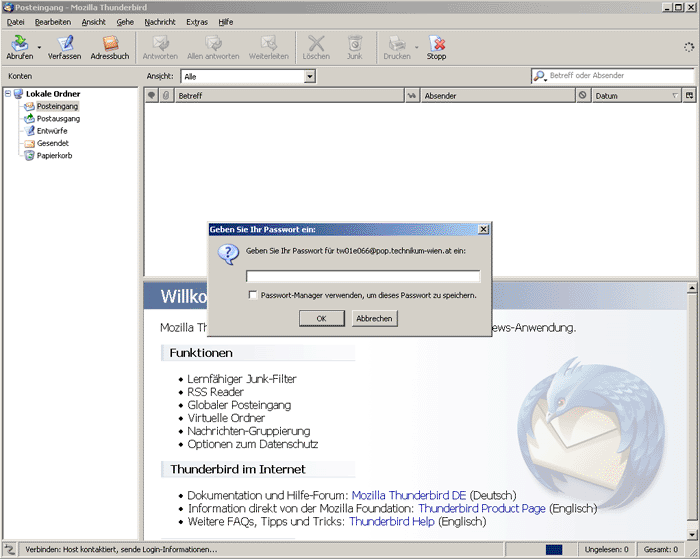 Posteingang - Mozilla Thunderbird
Datei Bearbeiten Ansicht Gehe Nachricht Extras Hilfe
Abrufen Verfassen Adressbuch Antworten Allen antworten Weiterleiten Löschen Junk Drucken Stopp
Konten Ansicht: Alle Betreff oder Absender
Betreff Absender Datum
Lokale Ordner
Posteingang
Postausgang
Entwürfe
Gesendet
Papierkorb
Geben Sie Ihr Passwort ein:
Geben Sie Ihr Passwort für tw01e066@pop.technikum-wien.at ein:
Passwort-Manager verwenden, um dieses Passwort zu speichern.
OK Abbrechen
Willko
Mozilla Th ews-Anwendung.
Funktionen
• Lernfähiger Junk-Filter
• RSS Reader
• Globaler Posteingang
• Virtuelle Ordner
• Nachrichten-Gruppierung
• Optionen zum Datenschutz
Thunderbird im Internet
• Dokumentation und Hilfe-Forum: Mozilla Thunderbird DE (Deutsch)
• Information direkt von der Mozilla Foundation: Thunderbird Product Page (Englisch)
• Weitere FAQs, Tipps und Tricks: Thunderbird Help (Englisch)
Verbinden: Host kontaktiert, sende Login-Informationen... Ungelesen: 0 Gesamt: 0